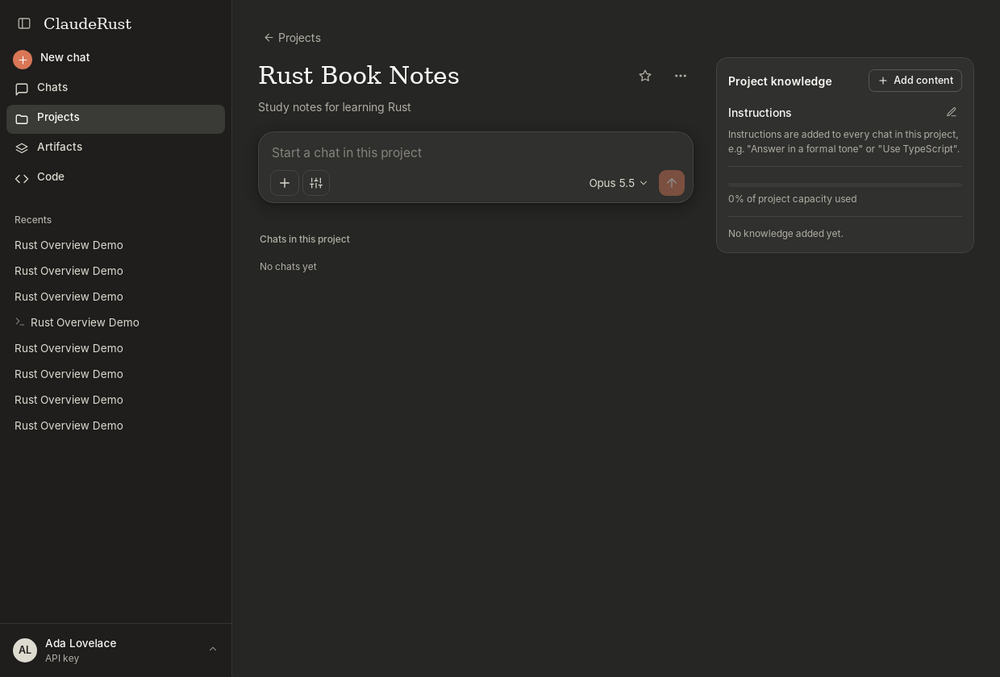 ClaudeRust
New chat
Chats
Projects
Artifacts
Code
Recents
Rust Overview Demo
Rust Overview Demo
Rust Overview Demo
Rust Overview Demo
Rust Overview Demo
Rust Overview Demo
Rust Overview Demo
Rust Overview Demo
AL
Ada Lovelace
API key
Projects
Rust Book Notes
Study notes for learning Rust
Start a chat in this project
Opus 5.5
Chats in this project
No chats yet
Project knowledge
Add content
Instructions
Instructions are added to every chat in this project,
e.g. "Answer in a formal tone" or "Use TypeScript".
0% of project capacity used
No knowledge added yet.